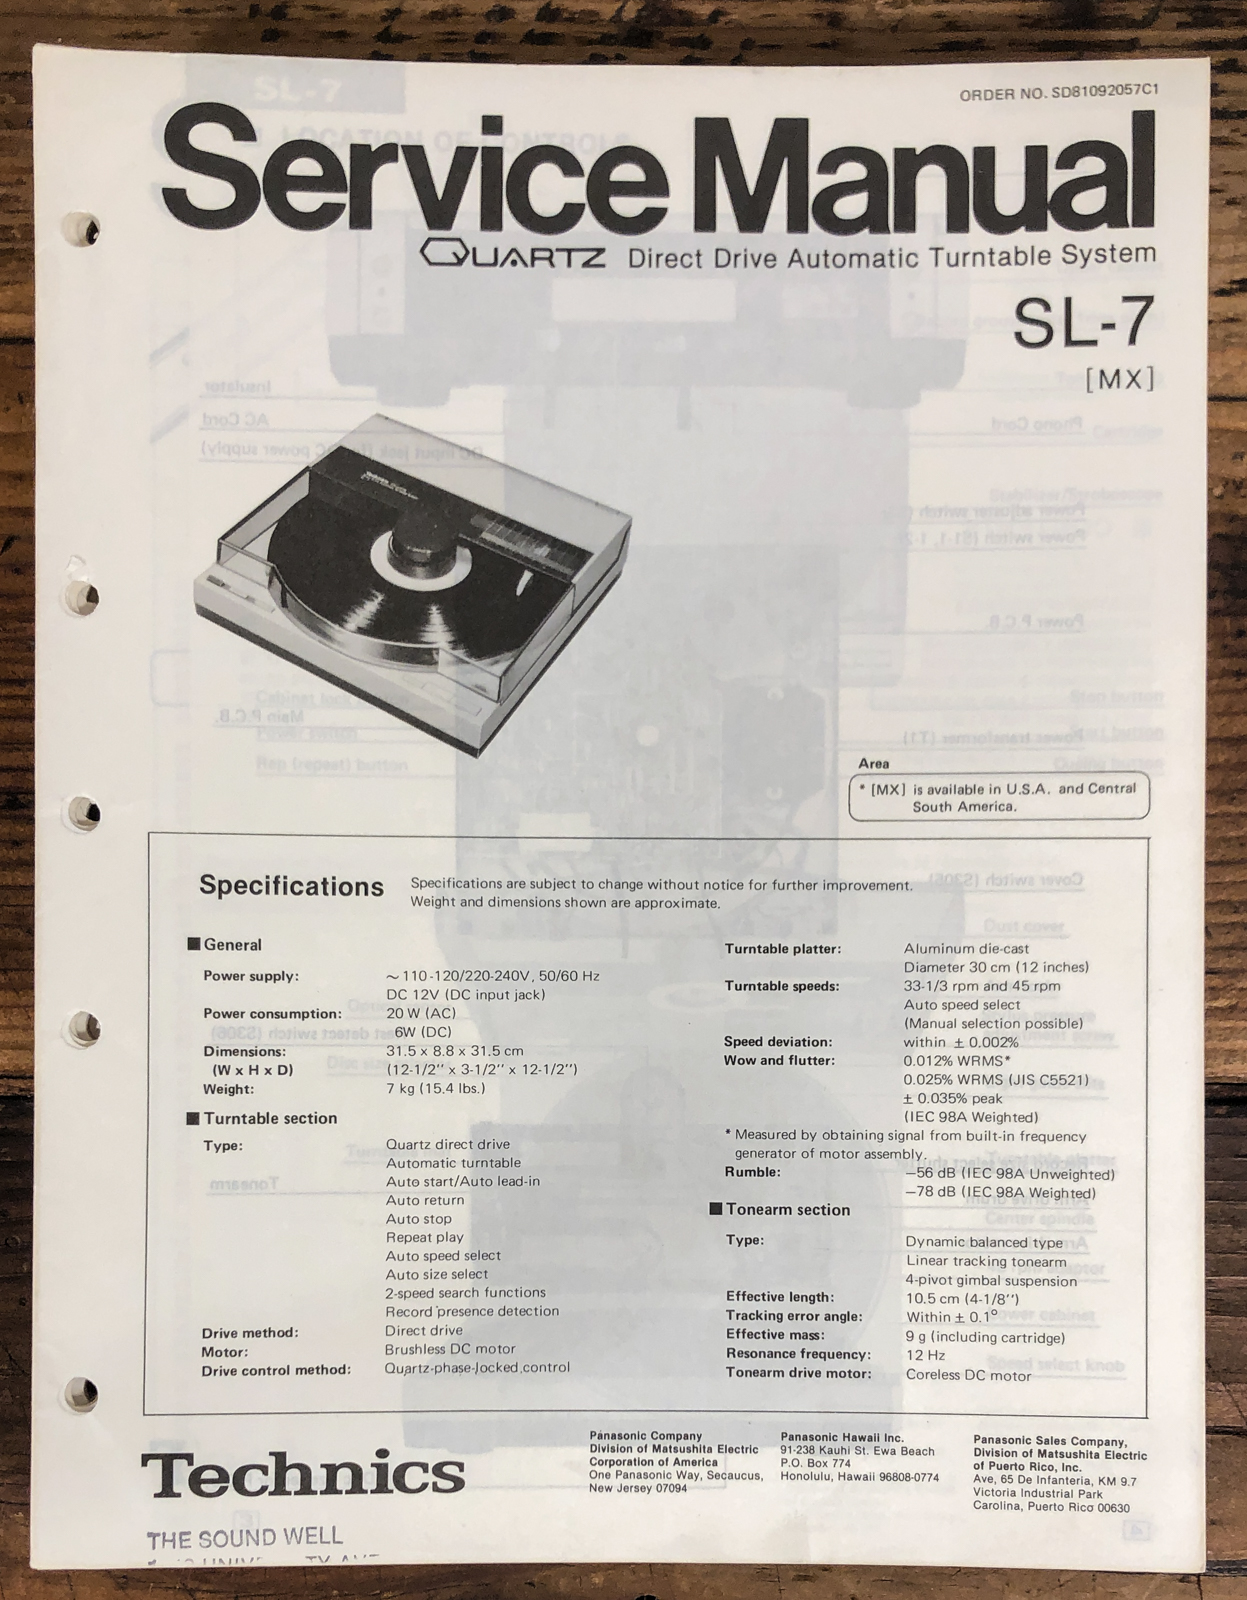 ORDER NO. SD81092057C1
Service Manual
QUARTZ Direct Drive Automatic Turntable System
SL-7
[MX]
Area
* [MX] is available in U.S.A. and Central
South America.
Specifications
Specifications are subject to change without notice for further improvement.
Weight and dimensions shown are approximate.
■ General
Power supply: ~ 110-120/220-240V, 50/60 Hz
DC 12V (DC input jack)
Power consumption: 20 W (AC)
6W (DC)
Dimensions: 31.5 x 8.8 x 31.5 cm
(W x H x D) (12-1/2'' x 3-1/2'' x 12-1/2'')
Weight: 7 kg (15.4 lbs.)
■ Turntable section
Type: Quartz direct drive
Automatic turntable
Auto start/Auto lead-in
Auto return
Auto stop
Repeat play
Auto speed select
Auto size select
2-speed search functions
Record presence detection
Drive method: Direct drive
Motor: Brushless DC motor
Drive control method: Quartz-phase-locked control
Turntable platter: Aluminum die-cast
Diameter 30 cm (12 inches)
Turntable speeds: 33-1/3 rpm and 45 rpm
Auto speed select
(Manual selection possible)
Speed deviation: within ± 0.002%
Wow and flutter: 0.012% WRMS*
0.025% WRMS (JIS C5521)
± 0.035% peak
(IEC 98A Weighted)
* Measured by obtaining signal from built-in frequency
generator of motor assembly.
Rumble: −56 dB (IEC 98A Unweighted)
−78 dB (IEC 98A Weighted)
■ Tonearm section
Type: Dynamic balanced type
Linear tracking tonearm
4-pivot gimbal suspension
Effective length: 10.5 cm (4-1/8'')
Tracking error angle: Within ± 0.1°
Effective mass: 9 g (including cartridge)
Resonance frequency: 12 Hz
Tonearm drive motor: Coreless DC motor
Technics
Panasonic Company
Division of Matsushita Electric
Corporation of America
One Panasonic Way, Secaucus,
New Jersey 07094
Panasonic Hawaii Inc.
91-238 Kauhi St. Ewa Beach
P.O. Box 774
Honolulu, Hawaii 96808-0774
Panasonic Sales Company,
Division of Matsushita Electric
of Puerto Rico, Inc.
Ave, 65 De Infanteria, KM 9.7
Victoria Industrial Park
Carolina, Puerto Rico 00630
THE SOUND WELL